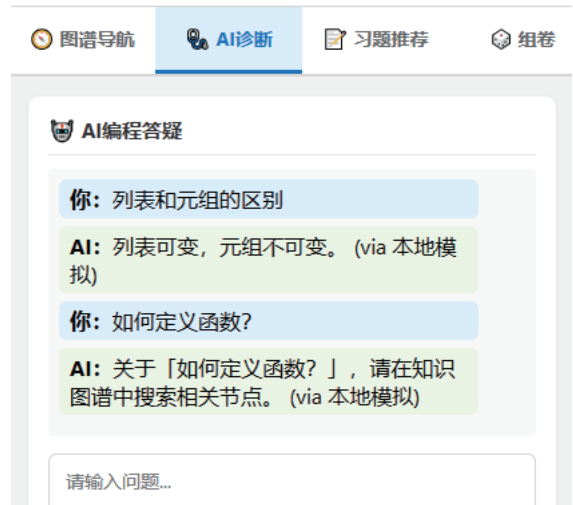 图谱导航 AI诊断 习题推荐 组卷
AI编程答疑
你：列表和元组的区别
AI：列表可变，元组不可变。 (via 本地模
拟)
你：如何定义函数？
AI：关于「如何定义函数？」，请在知识
图谱中搜索相关节点。 (via 本地模拟)
请输入问题...